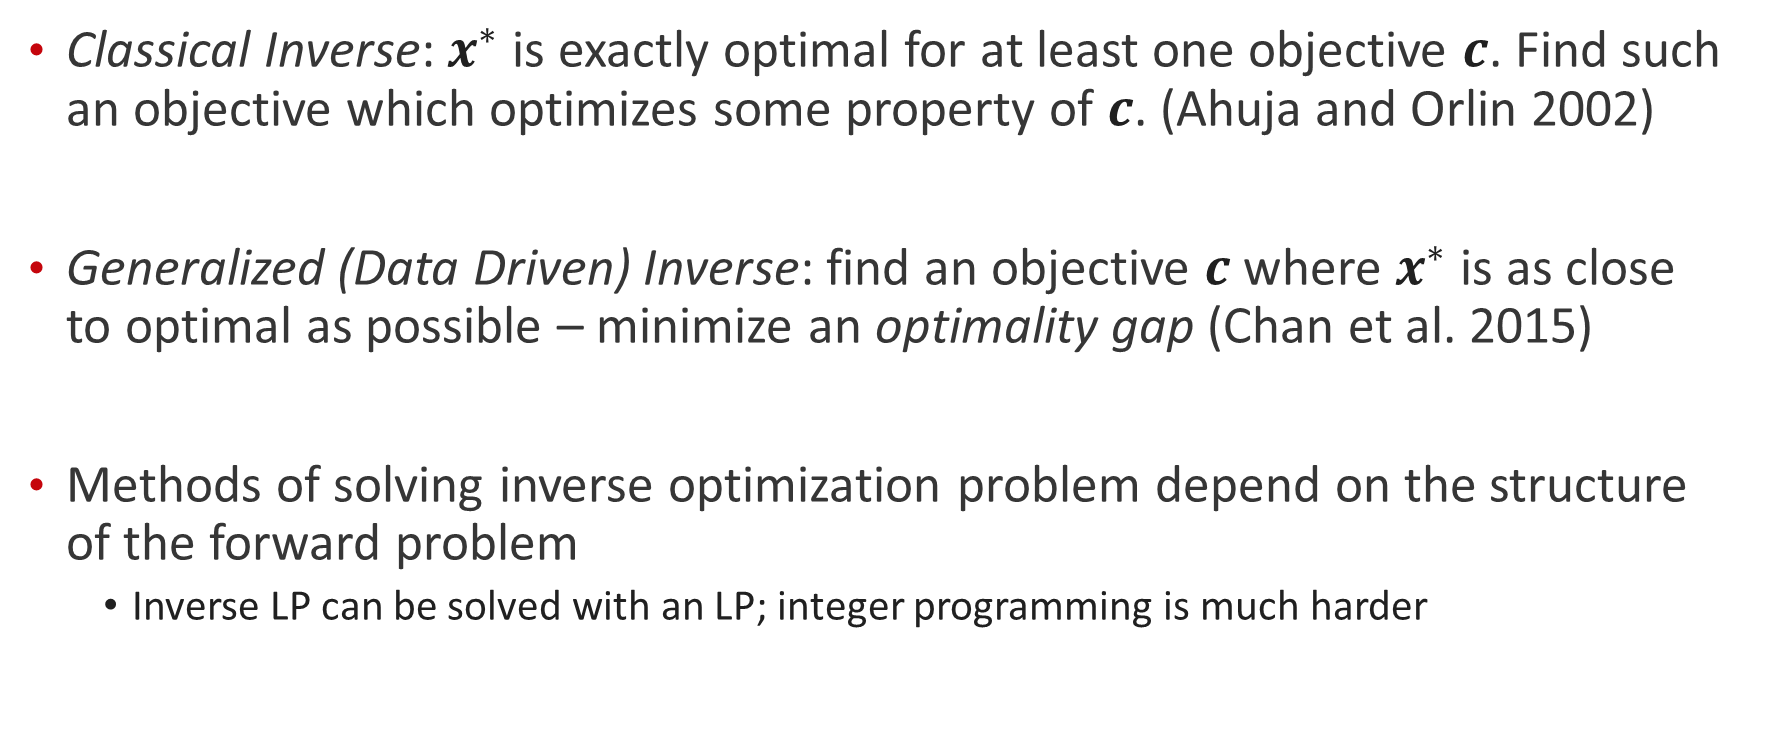 • Classical Inverse: x* is exactly optimal for at least one objective c. Find such
an objective which optimizes some property of c. (Ahuja and Orlin 2002)
• Generalized (Data Driven) Inverse: find an objective c where x* is as close
to optimal as possible – minimize an optimality gap (Chan et al. 2015)
• Methods of solving inverse optimization problem depend on the structure
of the forward problem
• Inverse LP can be solved with an LP; integer programming is much harder